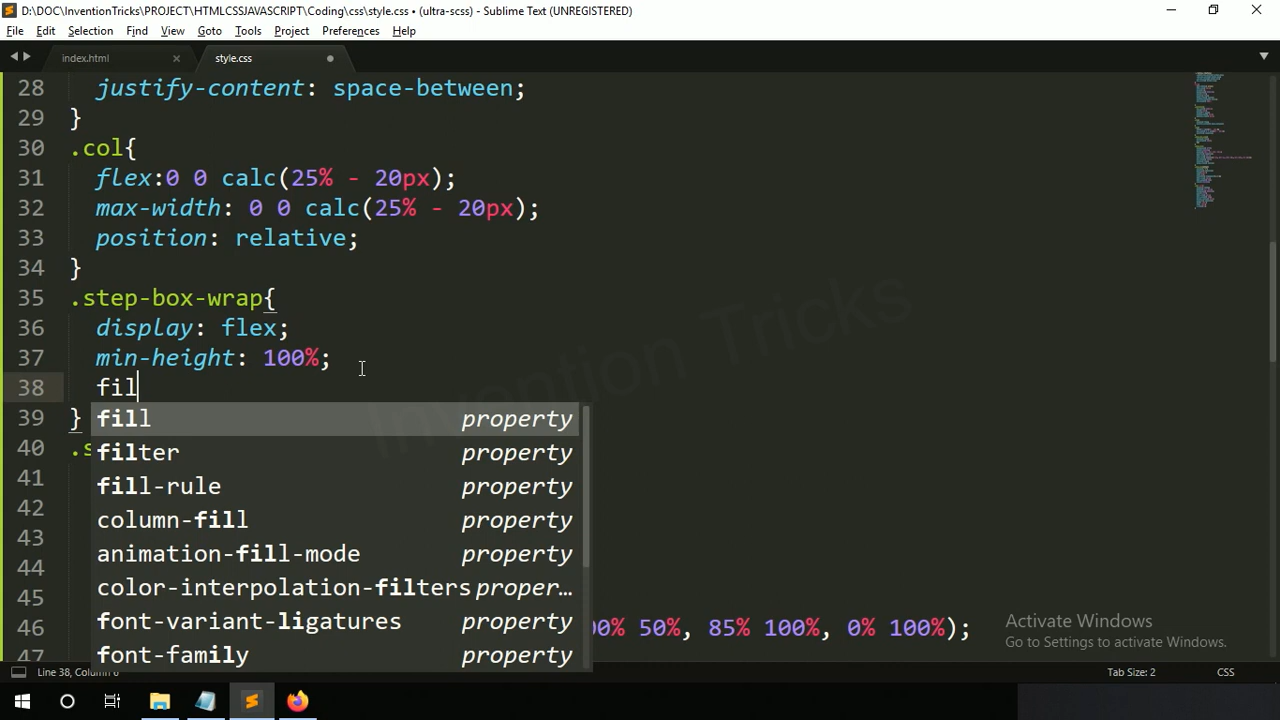 D:\DOC\InventionTricks\PROJECT\HTMLCSSJAVASCRIPT\Coding\css\style.css • (ultra-scss) - Sublime Text (UNREGISTERED)
File Edit Selection Find View Goto Tools Project Preferences Help
index.html style.css
28 justify-content: space-between;
29 }
30 .col{
31 flex:0 0 calc(25% - 20px);
32 max-width: 0 0 calc(25% - 20px);
33 position: relative;
34 }
35 .step-box-wrap{
36 display: flex;
37 min-height: 100%;
38 fil
39 }
fill property
40 .s
filter property
41
fill-rule property
42
column-fill property
43
animation-fill-mode property
44
color-interpolation-filters proper…
45
font-variant-ligatures property
46 50%, 85% 100%, 0% 100%);
font-family property
47
Invention Tricks
Activate Windows
Go to Settings to activate Windows.
Line 38, Column 6 Tab Size: 2 CSS